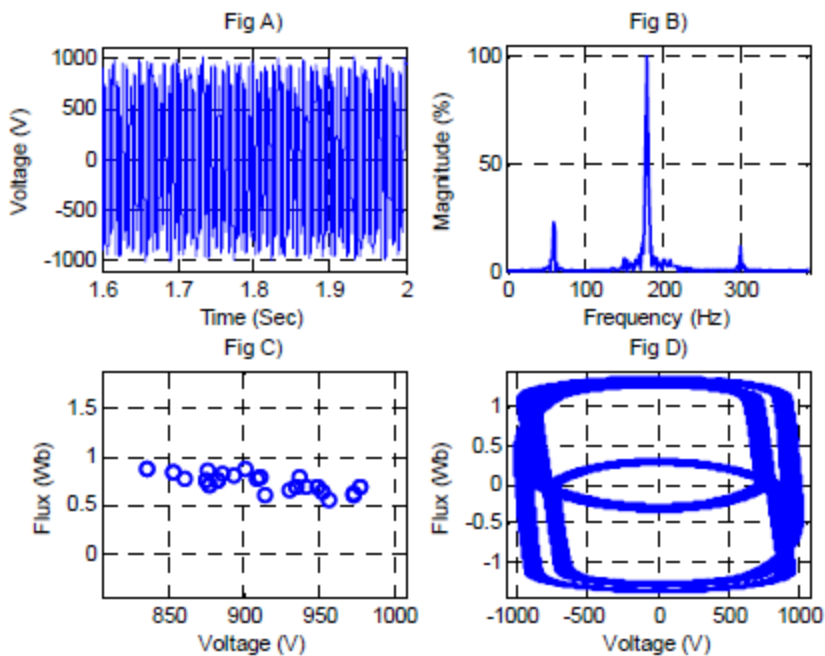 Fig A)
1000
500
0
-500
-1000
Voltage (V)
1.6 1.7 1.8 1.9 2
Time (Sec)
Fig B)
100
50
0
Magnitude (%)
0 100 200 300
Frequency (Hz)
Fig C)
1.5
1
0.5
0
Flux (Wb)
850 900 950 1000
Voltage (V)
Fig D)
1
0.5
0
-0.5
-1
Flux (Wb)
-1000 -500 0 500 1000
Voltage (V)